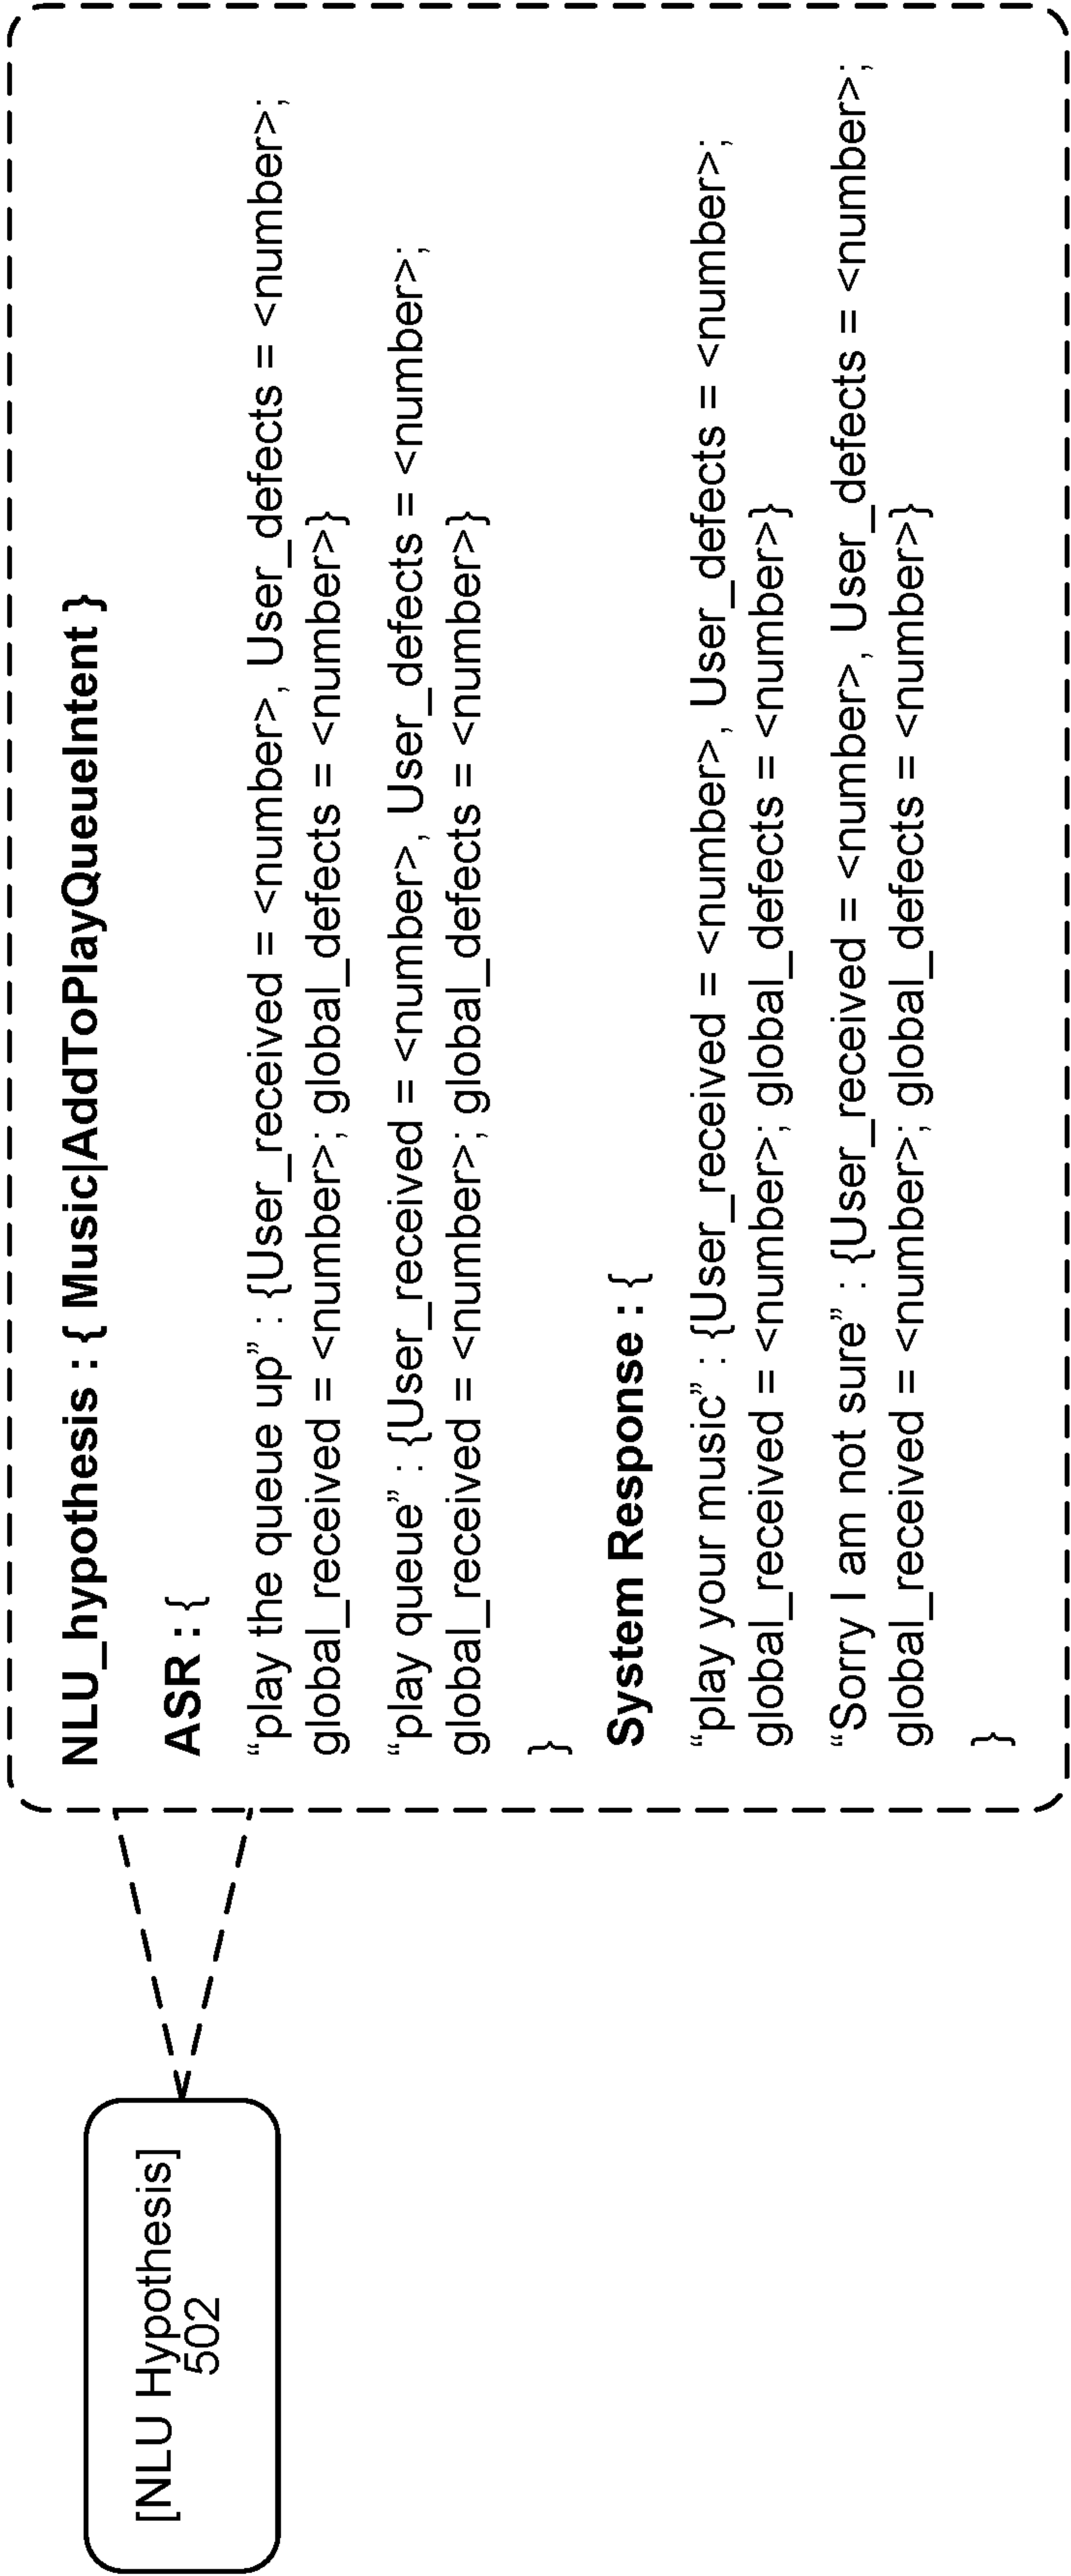 [NLU Hypothesis]
502
NLU_hypothesis : { Music|AddToPlayQueueIntent }
ASR : {
“play the queue up” : {User_received = <number>, User_defects = <number>;
global_received = <number>; global_defects = <number>}
“play queue” : {User_received = <number>, User_defects = <number>;
global_received = <number>; global_defects = <number>}
}
System Response : {
“play your music” : {User_received = <number>, User_defects = <number>;
global_received = <number>; global_defects = <number>}
“Sorry I am not sure” : {User_received = <number>, User_defects = <number>;
global_received = <number>; global_defects = <number>}
}